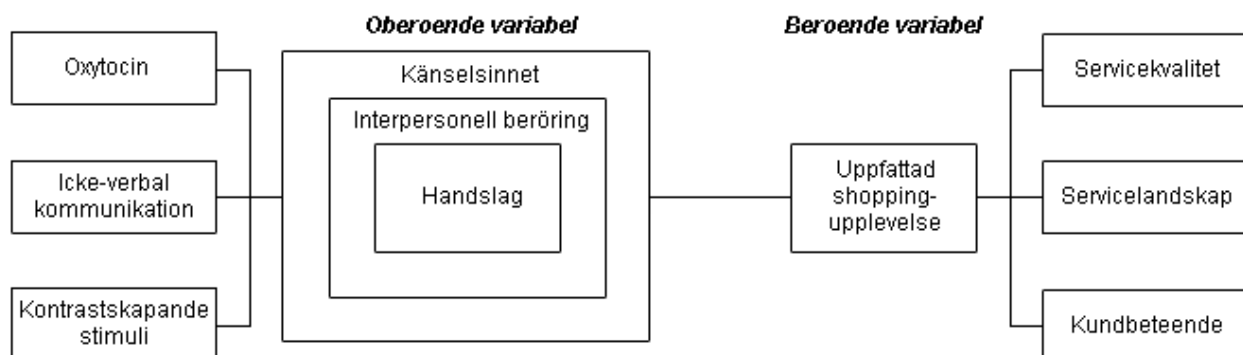 Oberoende variabel
Beroende variabel
Oxytocin
Icke-verbal
kommunikation
Kontrastskapande
stimuli
Känselsinnet
Interpersonell beröring
Handslag
Uppfattad
shopping-
upplevelse
Servicekvalitet
Servicelandskap
Kundbeteende